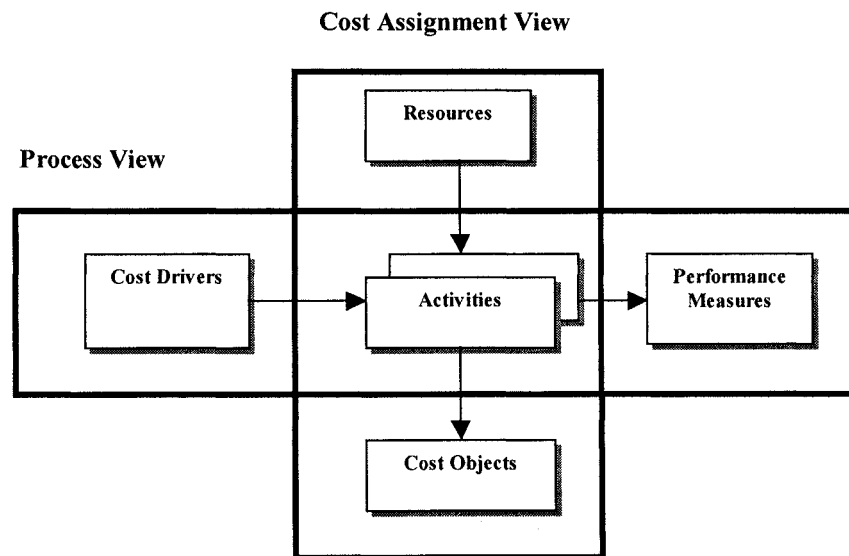 Cost Assignment View
Resources
Process View
Cost Drivers
Activities
Performance
Measures
Cost Objects